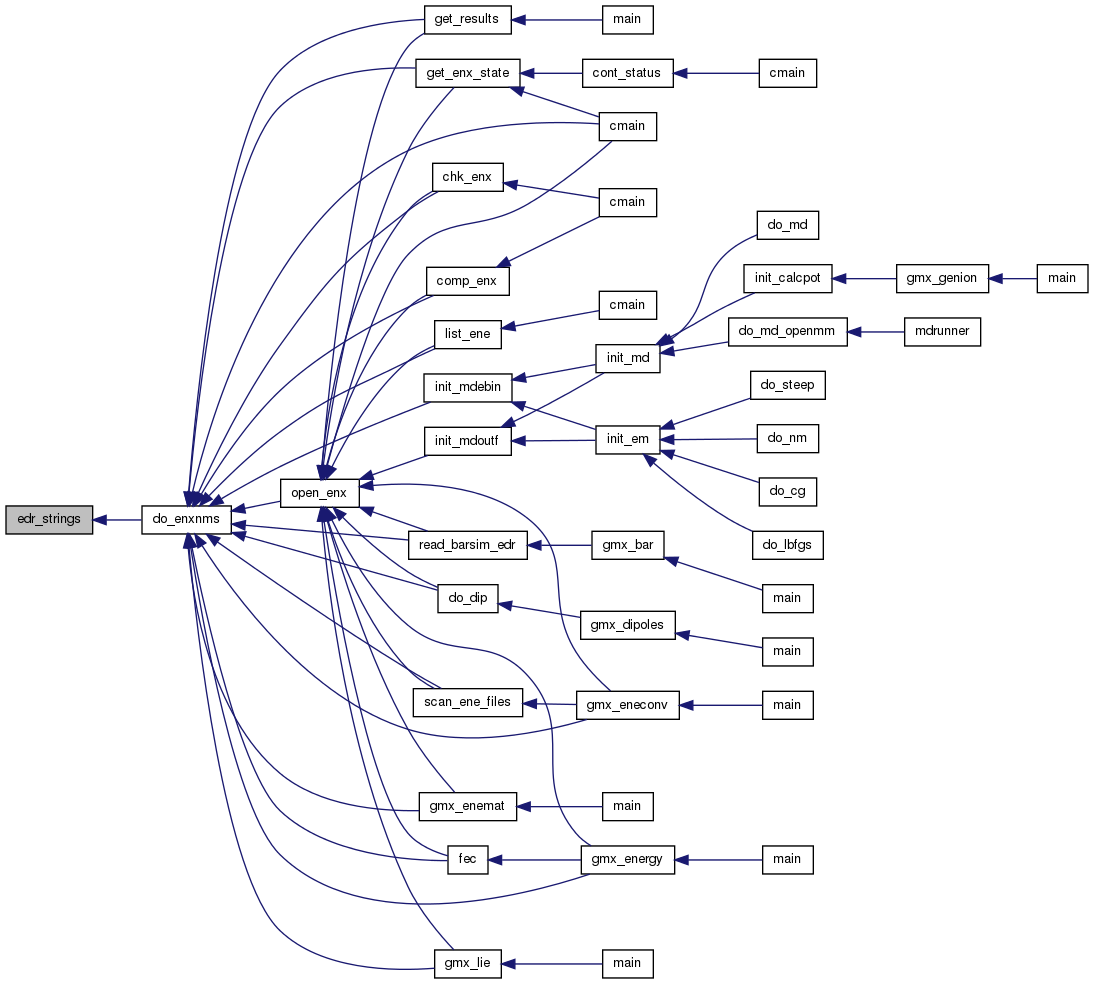 get_results
main
get_enx_state
cont_status
cmain
cmain
chk_enx
cmain
do_md
comp_enx
init_calcpot
gmx_genion
main
list_ene
cmain
do_md_openmm
mdrunner
init_md
init_mdebin
do_steep
init_mdoutf
init_em
do_nm
open_enx
do_cg
edr_strings
do_enxnms
read_barsim_edr
gmx_bar
do_lbfgs
do_dip
main
gmx_dipoles
main
scan_ene_files
gmx_eneconv
main
gmx_enemat
main
fec
gmx_energy
main
gmx_lie
main